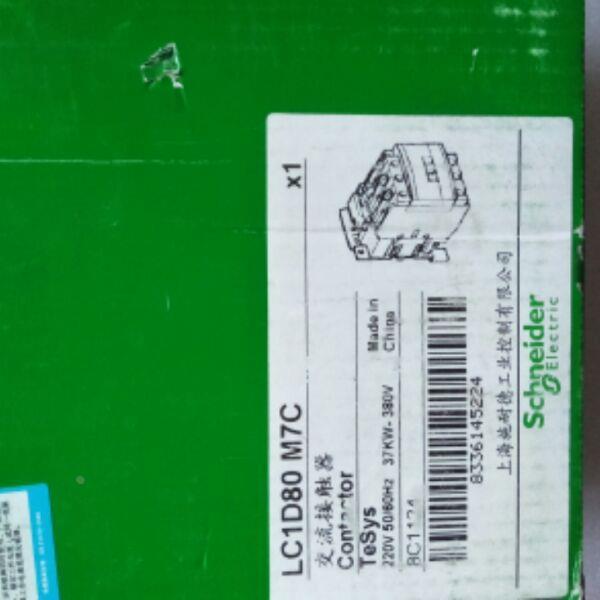 x1
LC1D80 M7C
交流接触器
Contactor
TeSys
220V 50/60Hz 37KW- 380V
Made in
China
8C1124
8336145224
上海施耐德工业控制有限公司
Schneider
Electric